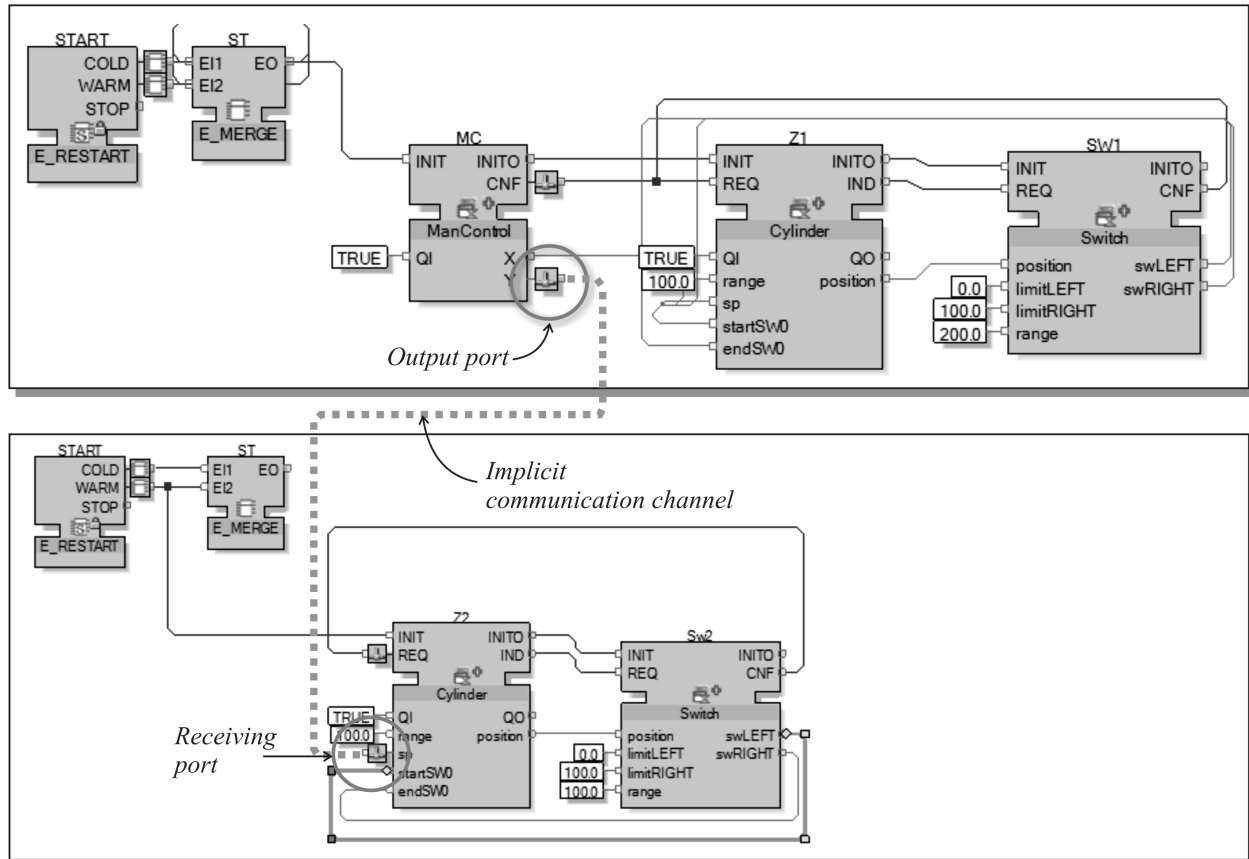 START
COLD
WARM
STOP
E_RESTART
ST
EI1 EO
EI2
E_MERGE
MC
INIT INITO
CNF
ManControl
TRUE QI X
Y
Z1
INIT INITO
REQ IND
Cylinder
TRUE QI QO
100.0 range position
sp
startSW0
endSW0
SW1
INIT INITO
REQ CNF
Switch
position swLEFT
0.0 limitLEFT swRIGHT
100.0 limitRIGHT
200.0 range
Output port
Implicit
communication channel
START
COLD
WARM
STOP
E_RESTART
ST
EI1 EO
EI2
E_MERGE
Z2
INIT INITO
REQ IND
Cylinder
TRUE QI QO
100.0 range position
sp
startSW0
endSW0
Sw2
INIT INITO
REQ CNF
Switch
position swLEFT
0.0 limitLEFT swRIGHT
100.0 limitRIGHT
100.0 range
Receiving
port